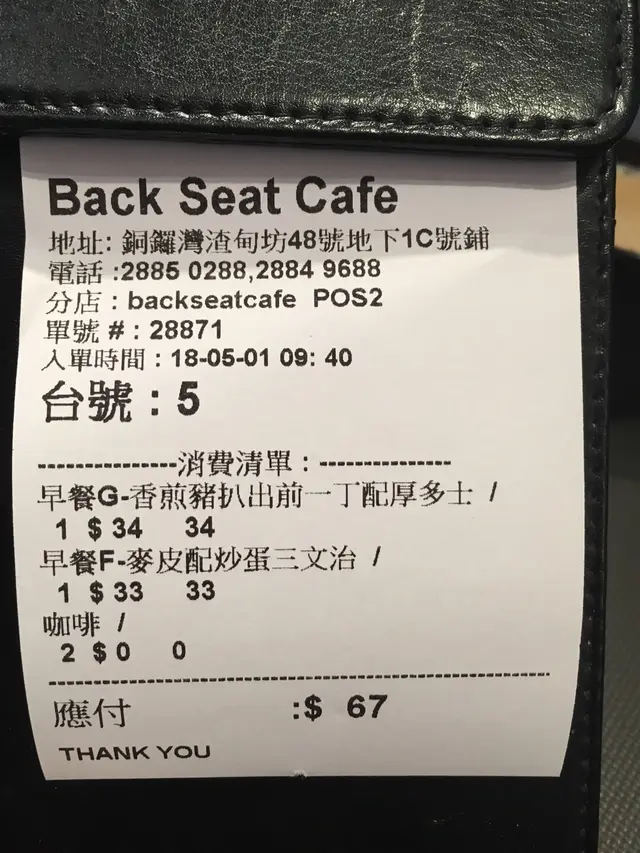 Back Seat Cafe
地址: 銅鑼灣渣甸坊48號地下1C號鋪
電話 :2885 0288,2884 9688
分店 : backseatcafe POS2
單號 # : 28871
入單時間 : 18-05-01 09: 40
台號 : 5
---------------消費清單 : --------------
早餐G-香煎豬扒出前一丁配厚多士 /
1 $ 34 34
早餐F-麥皮配炒蛋三文治 /
1 $ 33 33
咖啡 /
2 $ 0 0
應付 :$ 67
THANK YOU